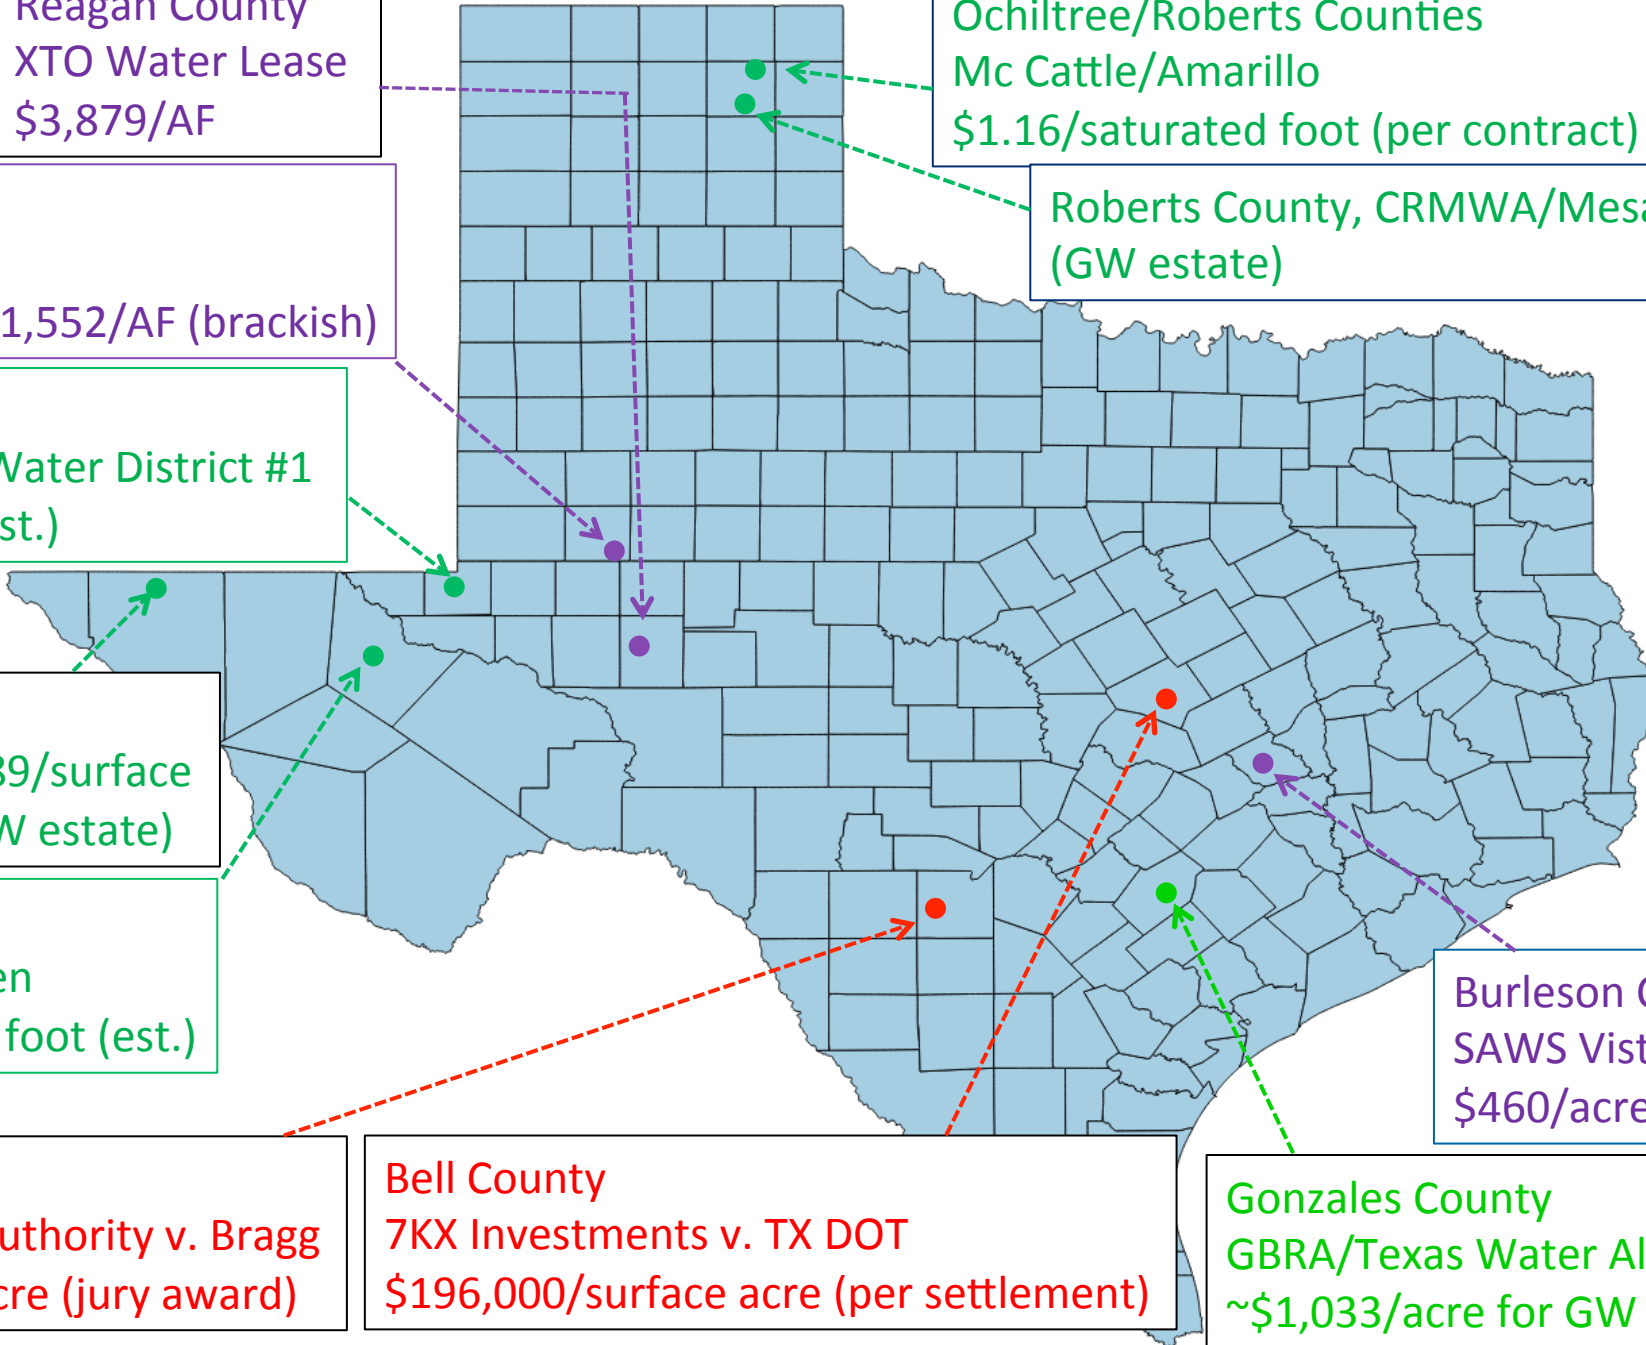 Reagan County
XTO Water Lease
$3,879/AF
Ochiltree/Roberts Counties
Mc Cattle/Amarillo
$1.16/saturated foot (per contract)
Roberts County, CRMWA/Mesa
(GW estate)
1,552/AF (brackish)
Water District #1
st.)
39/surface
W estate)
en
foot (est.)
uthority v. Bragg
cre (jury award)
Bell County
7KX Investments v. TX DOT
$196,000/surface acre (per settlement)
Burleson
SAWS Vist
$460/acre
Gonzales County
GBRA/Texas Water Al
~$1,033/acre for GW